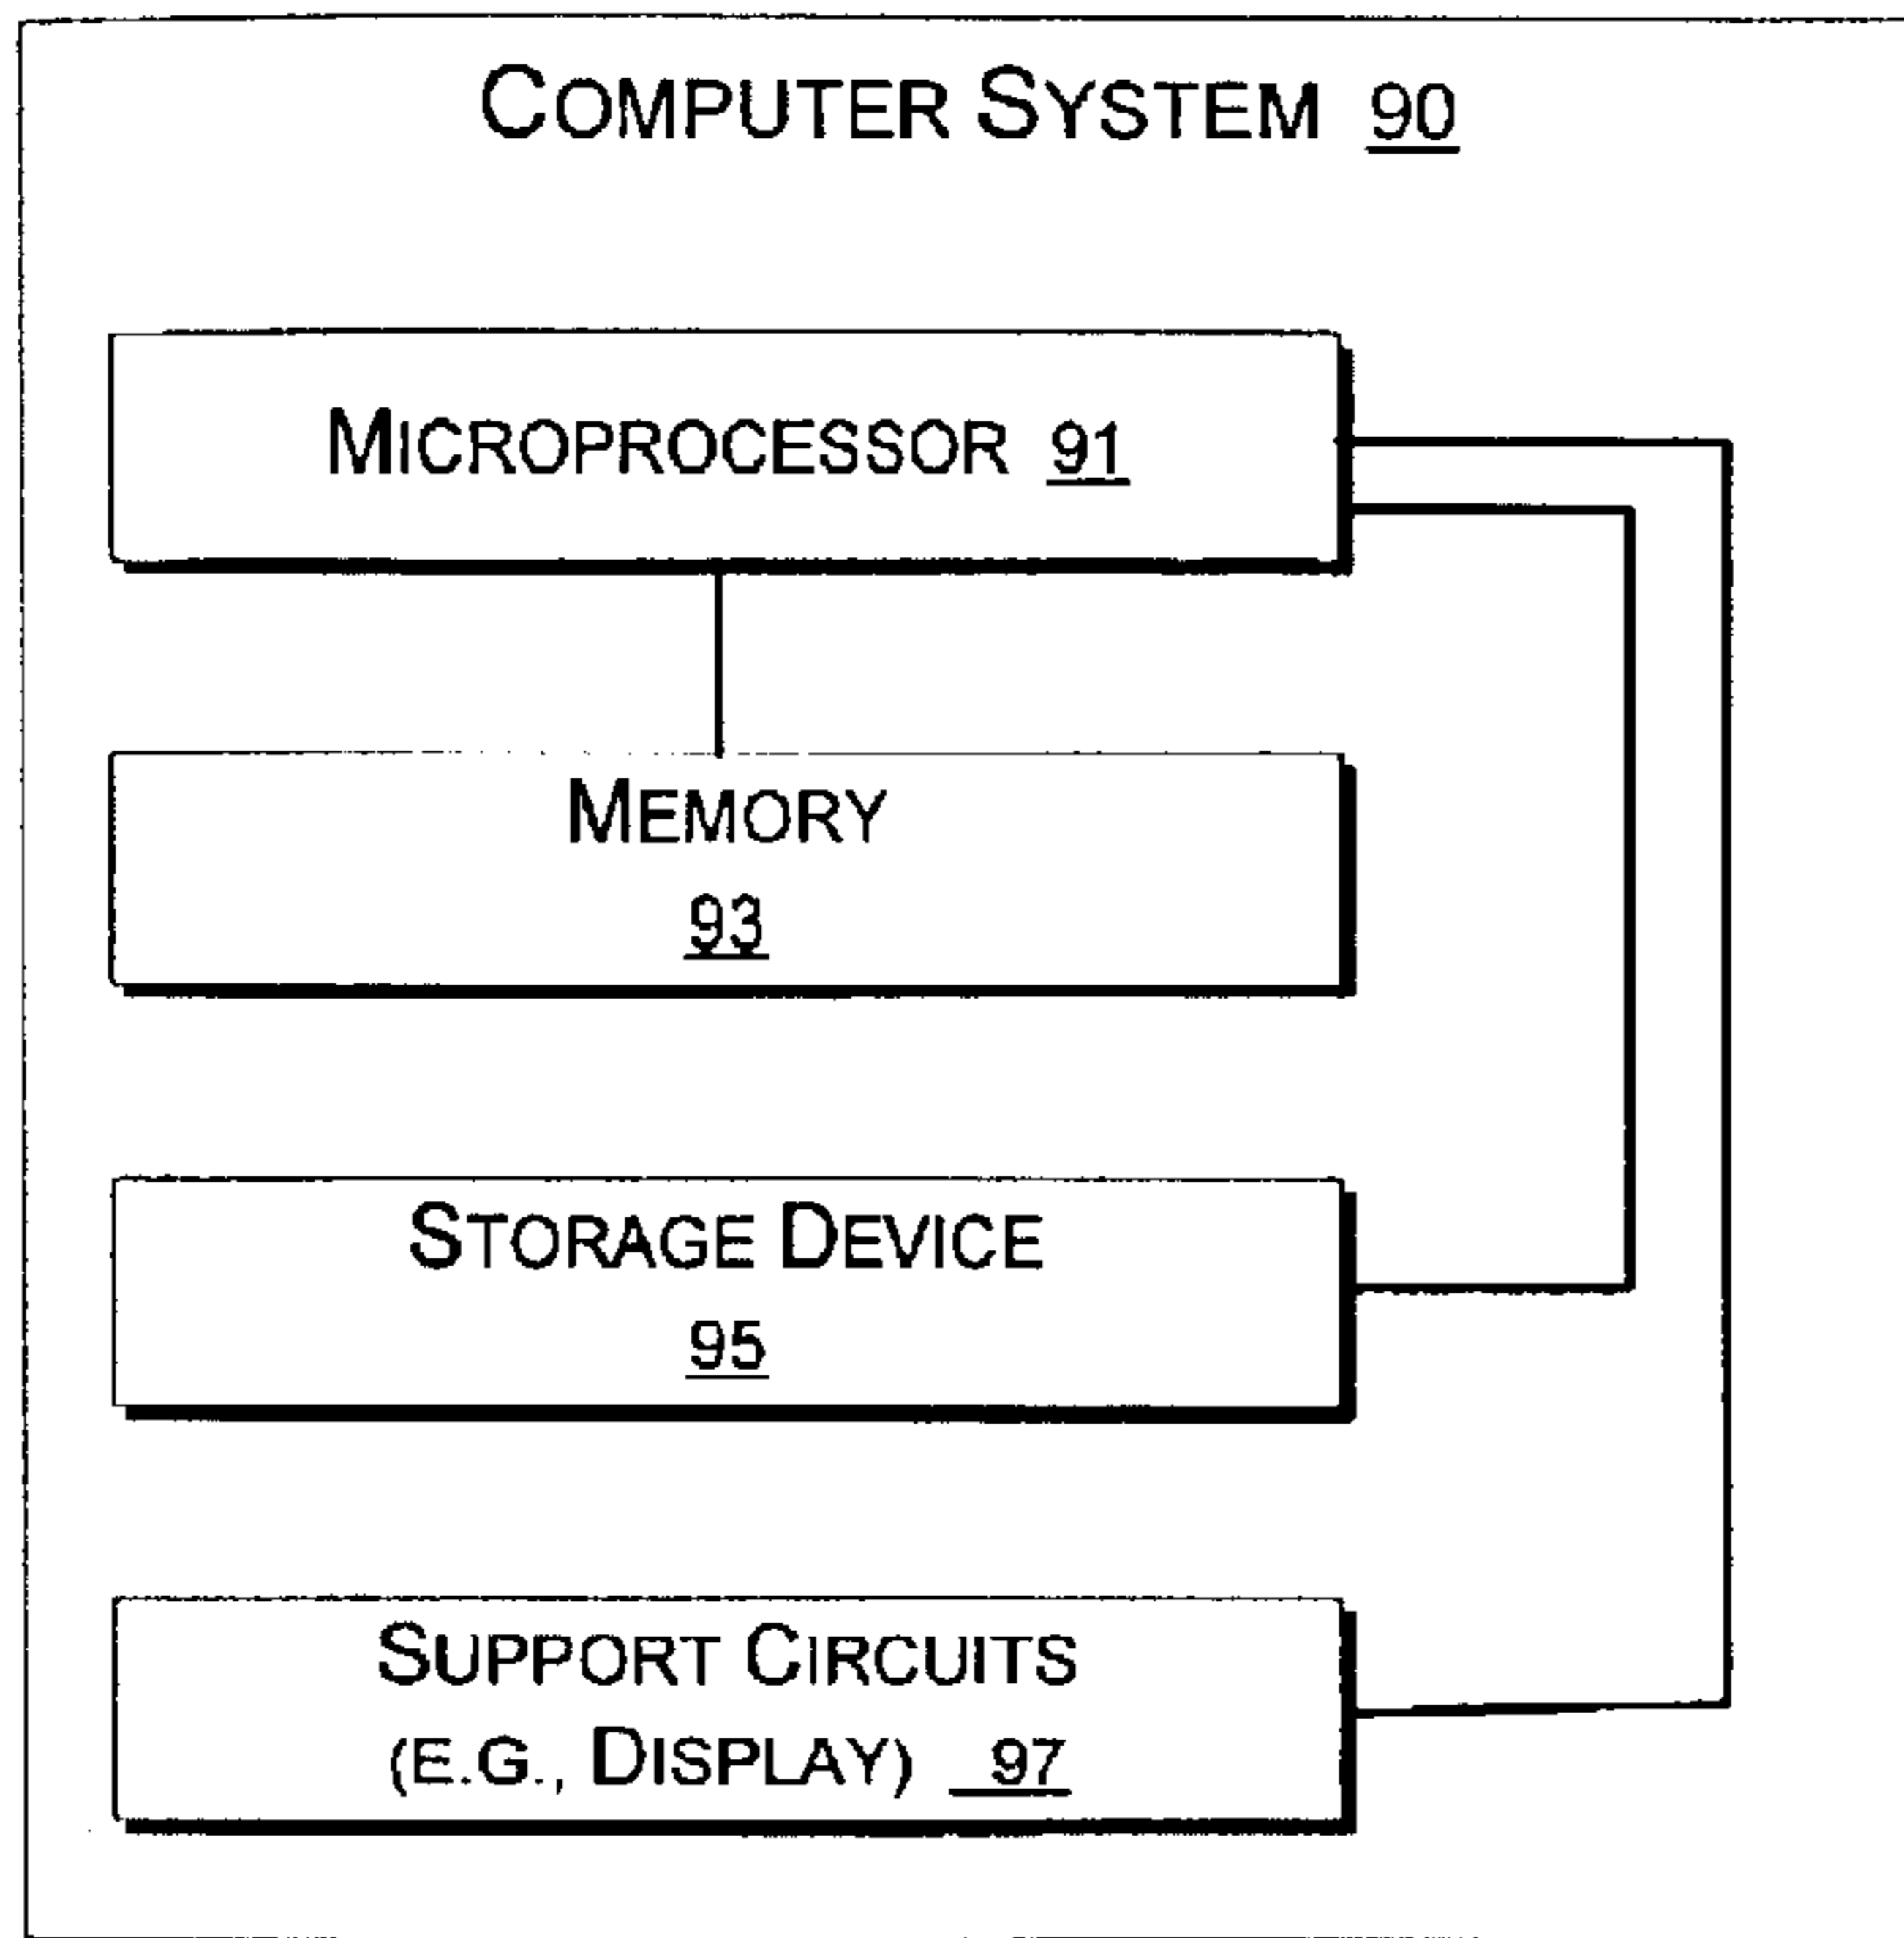 COMPUTER SYSTEM 90
MICROPROCESSOR 91
MEMORY
93
STORAGE DEVICE
95
SUPPORT CIRCUITS
(E.G., DISPLAY) 97